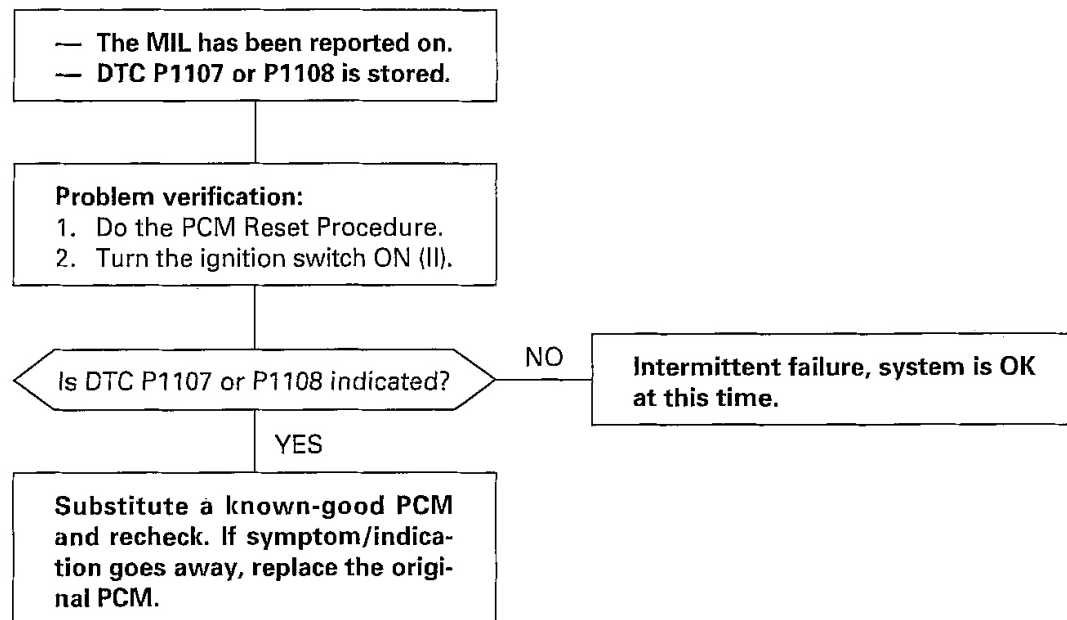 — The MIL has been reported on.
— DTC P1107 or P1108 is stored.
Problem verification:
1. Do the PCM Reset Procedure.
2. Turn the ignition switch ON (II).
Is DTC P1107 or P1108 indicated?
NO
Intermittent failure, system is OK
at this time.
YES
Substitute a known-good PCM
and recheck. If symptom/indica-
tion goes away, replace the origi-
nal PCM.